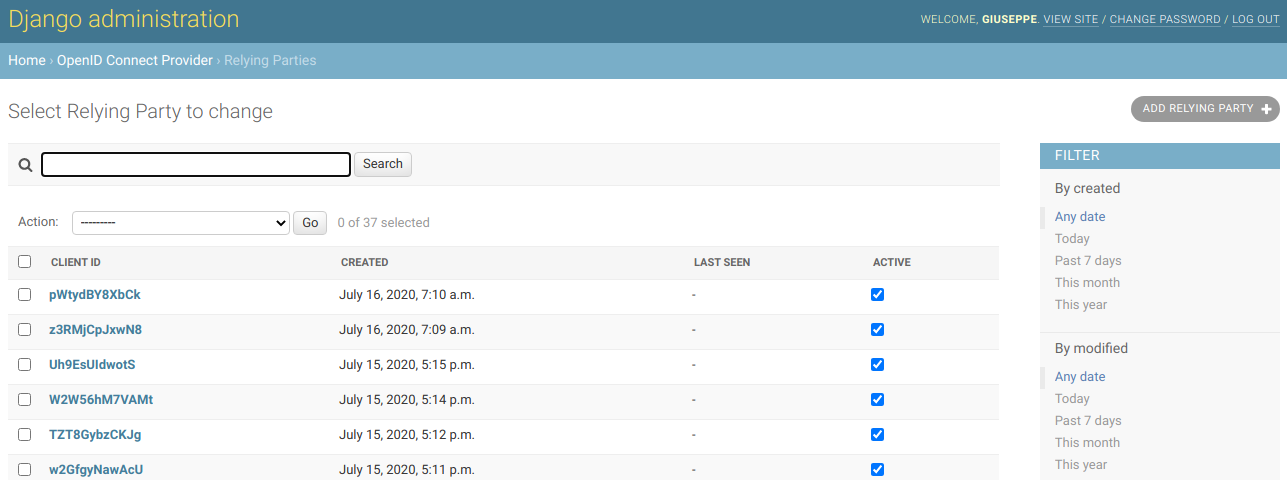 Django administration
WELCOME, GIUSEPPE. VIEW SITE / CHANGE PASSWORD / LOG OUT
Home › OpenID Connect Provider › Relying Parties
Select Relying Party to change
ADD RELYING PARTY +
Search
Action: --------- Go 0 of 37 selected
CLIENT ID CREATED LAST SEEN ACTIVE
pWtydBY8XbCk July 16, 2020, 7:10 a.m. -
z3RMjCpJxwN8 July 16, 2020, 7:09 a.m. -
Uh9EsUIdwotS July 15, 2020, 5:15 p.m. -
W2W56hM7VAMt July 15, 2020, 5:14 p.m. -
TZT8GybzCKJg July 15, 2020, 5:12 p.m. -
w2GfgyNawAcU July 15, 2020, 5:11 p.m. -
FILTER
By created
Any date
Today
Past 7 days
This month
This year
By modified
Any date
Today
Past 7 days
This month
This year